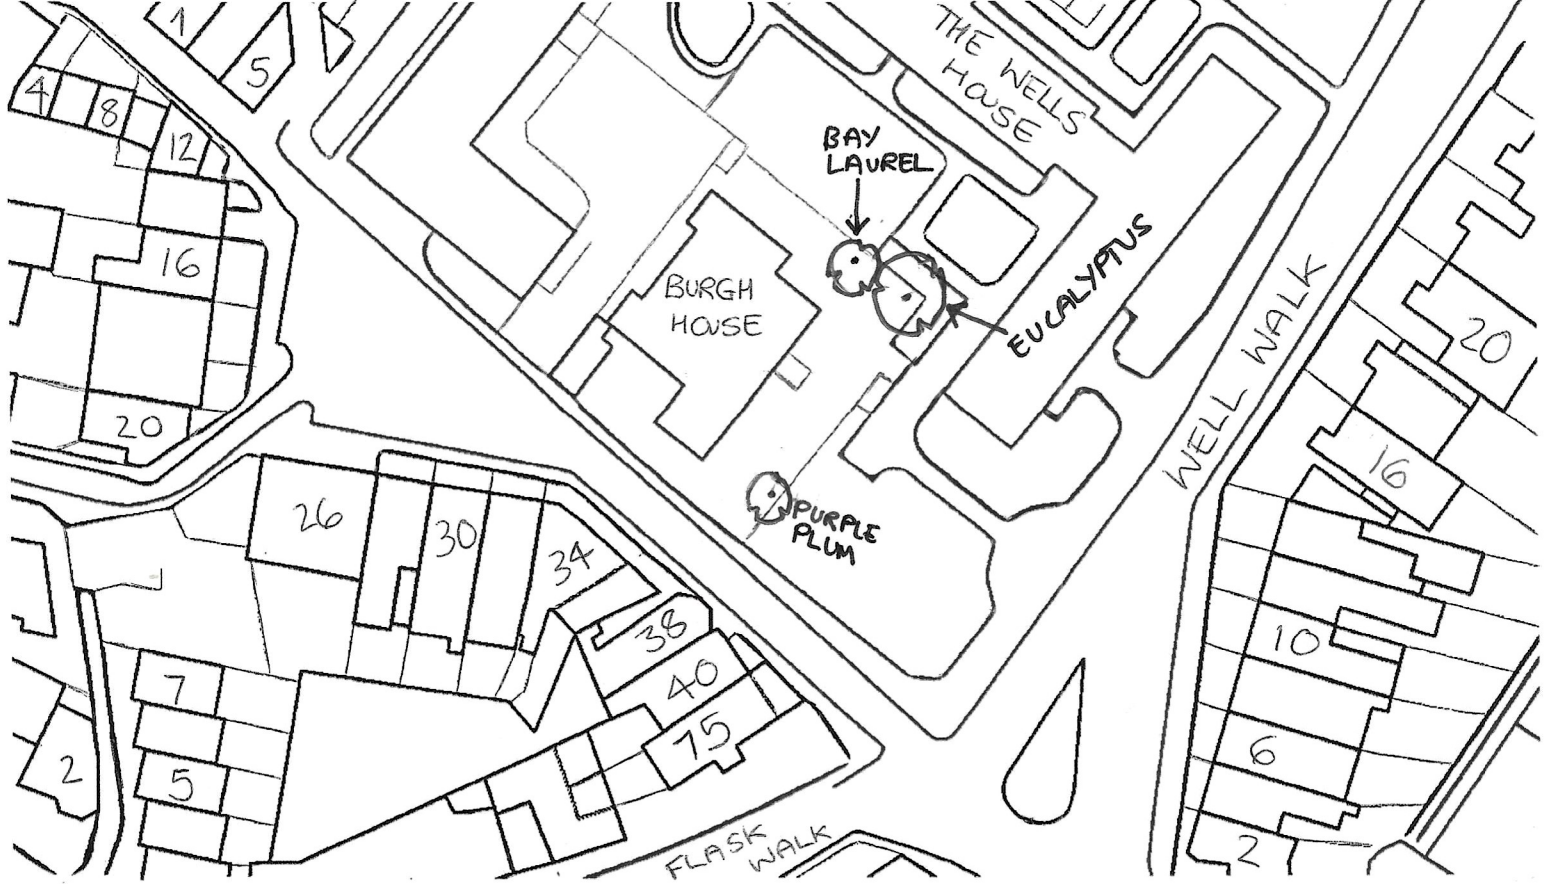 1
5
4
8
12
16
20
THE WELLS
HOUSE
BAY
LAUREL
EUCALYPTUS
BURGH
HOUSE
WELL WALK
20
16
PURPLE
PLUM
26
30
34
38
40
75
10
6
2
7
5
2
FLASK
WALK